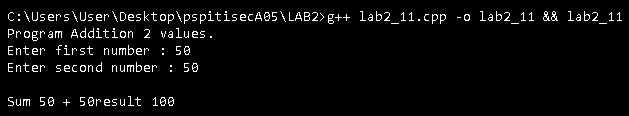 C:\Users\User\Desktop\pspitisecA05\LAB2>g++ lab2_11.cpp -o lab2_11 && lab2_11
Program Addition 2 values.
Enter first number : 50
Enter second number : 50
Sum 50 + 50result 100